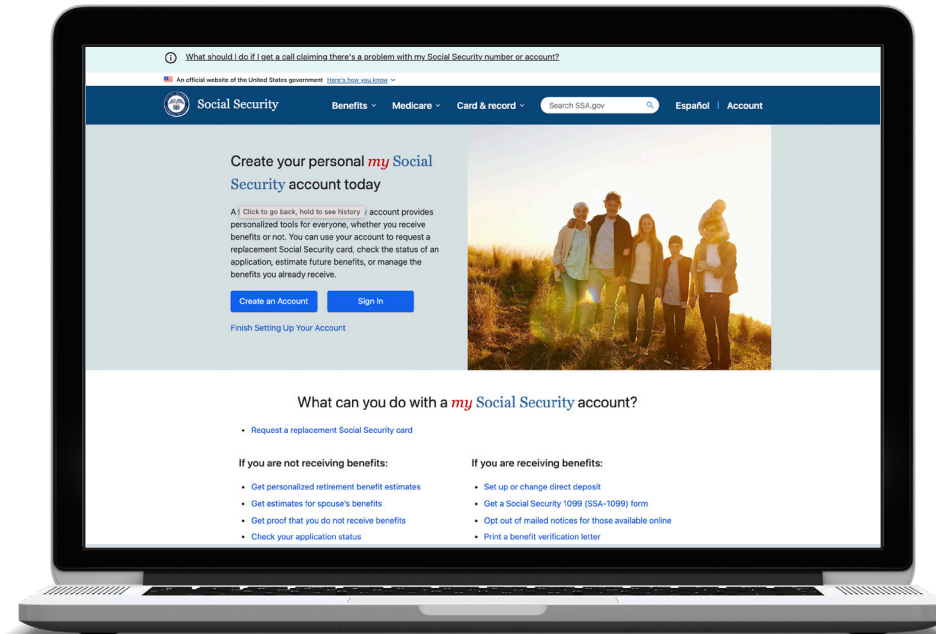 What should I do if I get a call claiming there's a problem with my Social Security number or account?
An official website of the United States government Here's how you know
Social Security Benefits Medicare Card & record Search SSA.gov Español Account
Create your personal my Social
Security account today
A Click to go back, hold to see history account provides
personalized tools for everyone, whether you receive
benefits or not. You can use your account to request a
replacement Social Security card, check the status of an
application, estimate future benefits, or manage the
benefits you already receive.
Create an Account Sign In
Finish Setting Up Your Account
What can you do with a my Social Security account?
• Request a replacement Social Security card
If you are not receiving benefits:
• Get personalized retirement benefit estimates
• Get estimates for spouse's benefits
• Get proof that you do not receive benefits
• Check your application status
If you are receiving benefits:
• Set up or change direct deposit
• Get a Social Security 1099 (SSA-1099) form
• Opt out of mailed notices for those available online
• Print a benefit verification letter